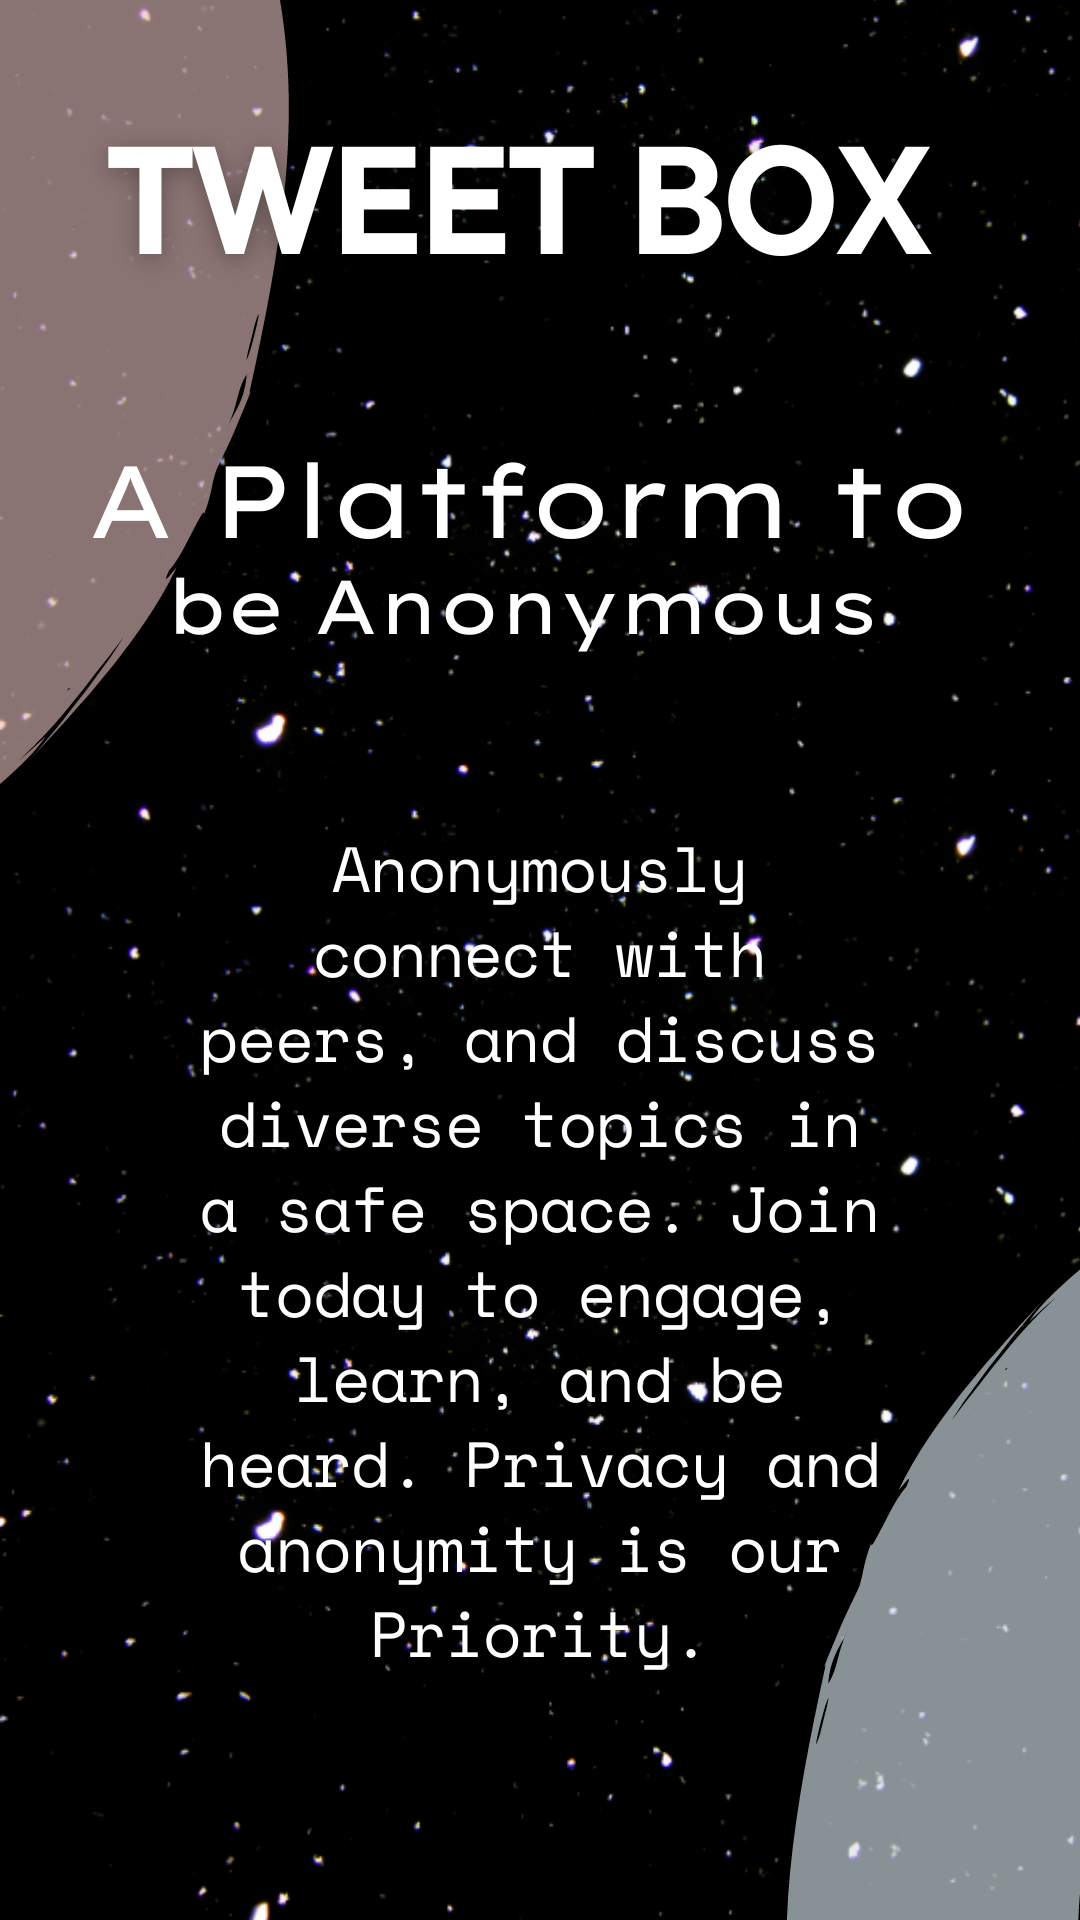 TWEET BOX
A Platform to
be Anonymous
Anonymously
connect with
peers, and discuss
diverse topics in
a safe space. Join
today to engage,
learn, and be
heard. Privacy and
anonymity is our
Priority.